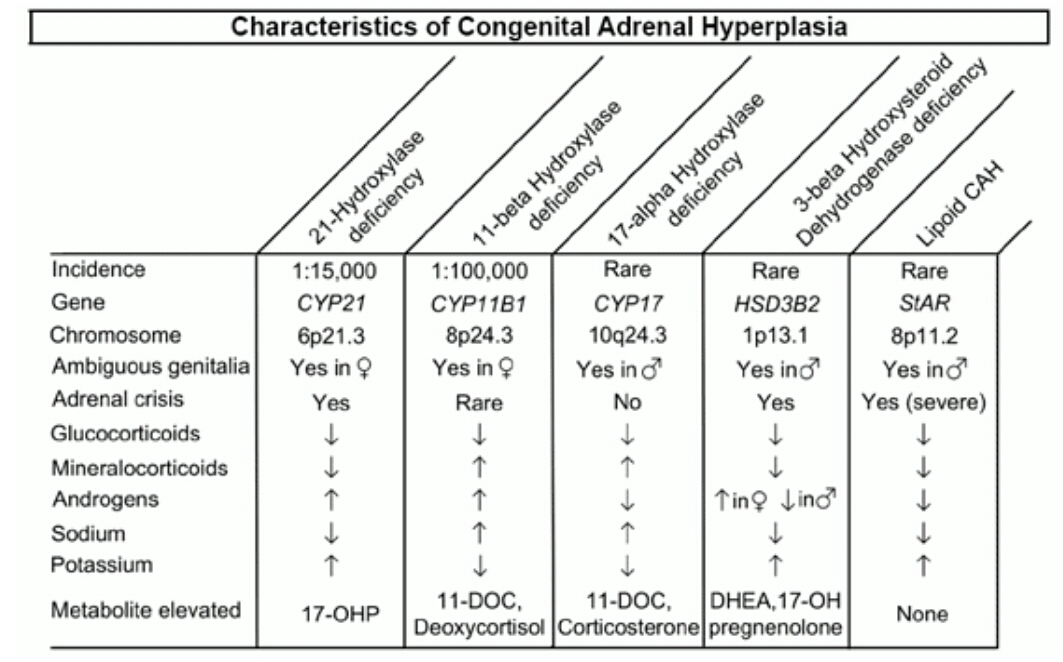 Characteristics of Congenital Adrenal Hyperplasia
21-Hydroxylase
deficiency
11-beta Hydroxylase
deficiency
17-alpha Hydroxylase
deficiency
3-beta Hydroxysteroid
Dehydrogenase deficiency
Lipoid CAH
Incidence 1:15,000 1:100,000 Rare Rare Rare
Gene CYP21 CYP11B1 CYP17 HSD3B2 StAR
Chromosome 6p21.3 8p24.3 10q24.3 1p13.1 8p11.2
Ambiguous genitalia Yes in ♀ Yes in ♀ Yes in ♂ Yes in ♂ Yes in ♂
Adrenal crisis Yes Rare No Yes Yes (severe)
Glucocorticoids ↓ ↓ ↓ ↓ ↓
Mineralocorticoids ↓ ↑ ↑ ↓ ↓
Androgens ↑ ↑ ↓ ↑in♀ ↓in♂ ↓
Sodium ↓ ↑ ↑ ↓ ↓
Potassium ↑ ↓ ↓ ↑ ↑
Metabolite elevated 17-OHP 11-DOC, Deoxycortisol 11-DOC, Corticosterone DHEA,17-OH pregnenolone None